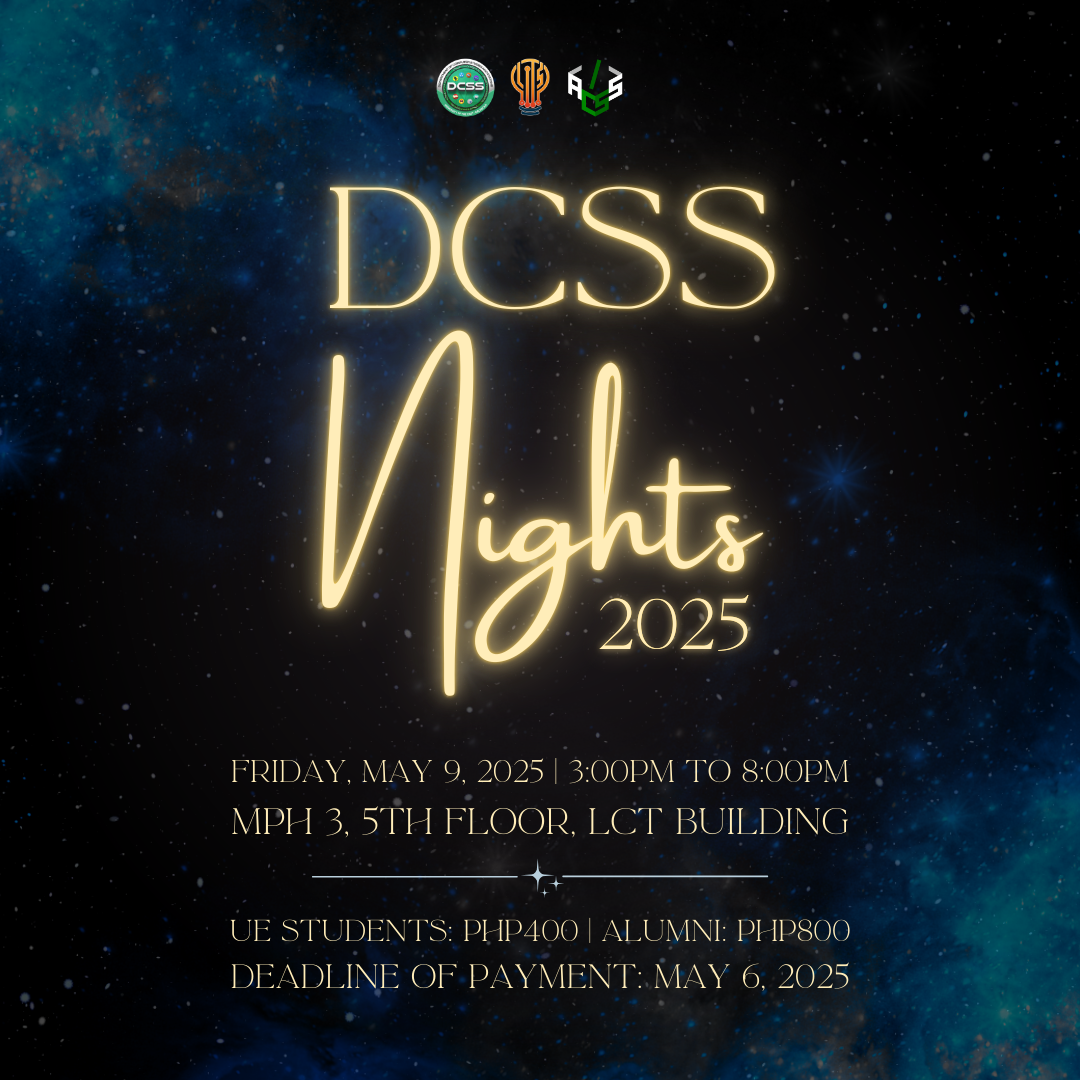 DCSS
DCSS
Nights
2025
FRIDAY, MAY 9, 2025 | 3:00PM TO 8:00PM
MPH 3, 5TH FLOOR, LCT BUILDING
UE STUDENTS: PHP400 | ALUMNI: PHP800
DEADLINE OF PAYMENT: MAY 6, 2025